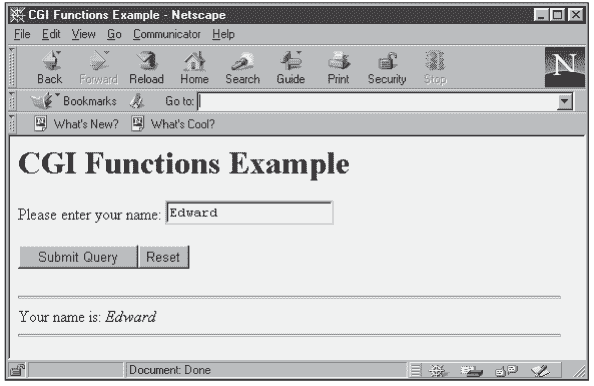 CGI Functions Example - Netscape
File Edit View Go Communicator Help
Back Forward Reload Home Search Guide Print Security Stop
N
Bookmarks Go to:
What's New? What's Cool?
CGI Functions Example
Please enter your name: Edward
Submit Query Reset
Your name is: Edward
Document: Done